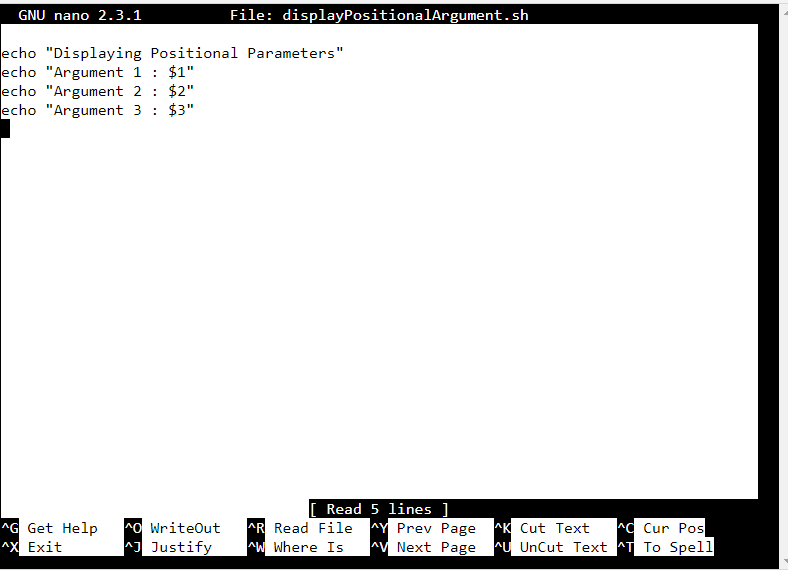 GNU nano 2.3.1 File: displayPositionalArgument.sh
echo "Displaying Positional Parameters"
echo "Argument 1 : $1"
echo "Argument 2 : $2"
echo "Argument 3 : $3"
[ Read 5 lines ]
^G Get Help ^O WriteOut ^R Read File ^Y Prev Page ^K Cut Text ^C Cur Pos
^X Exit ^J Justify ^W Where Is ^V Next Page ^U UnCut Text ^T To Spell